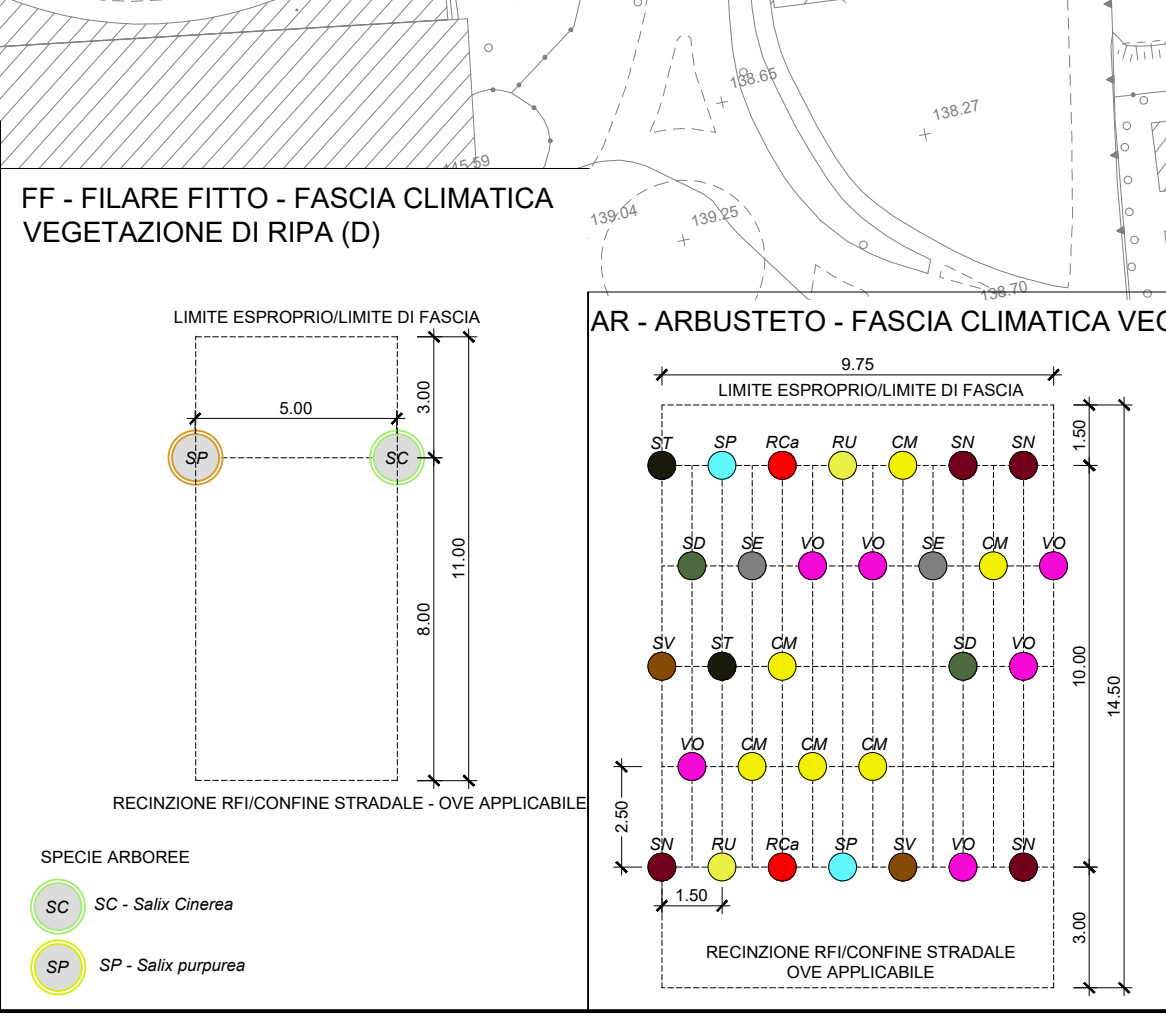 138.65
138.27
145.59
139.04
139.25
138.70
FF - FILARE FITTO - FASCIA CLIMATICA
VEGETAZIONE DI RIPA (D)
LIMITE ESPROPRIO/LIMITE DI FASCIA
5.00
3.00
SP
SC
11.00
8.00
RECINZIONE RFI/CONFINE STRADALE - OVE APPLICABILE
SPECIE ARBOREE
SC
SC - Salix Cinerea
SP
SP - Salix purpurea
AR - ARBUSTETO - FASCIA CLIMATICA
9.75
LIMITE ESPROPRIO/LIMITE DI FASCIA
1.50
ST SP RCa RU CM SN SN
SD SE VO VO SE CM VO
SV ST CM SD VO
10.00
14.50
VO CM CM CM
2.50
SN RU RCa SP SV VO SN
1.50
3.00
RECINZIONE RFI/CONFINE STRADALE
OVE APPLICABILE